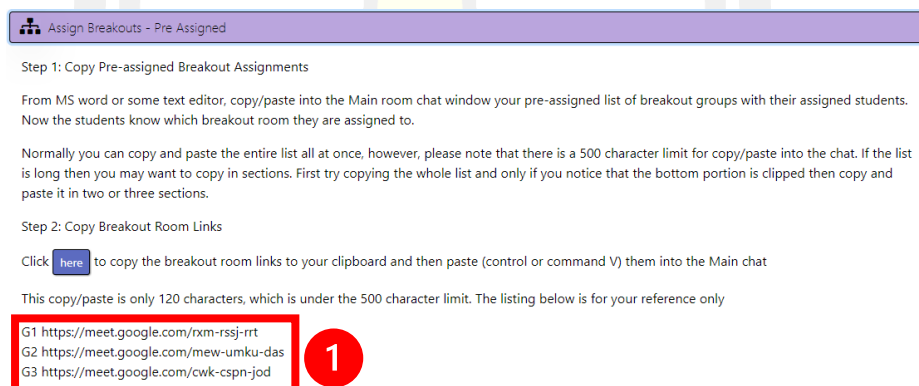 Assign Breakouts - Pre Assigned
Step 1: Copy Pre-assigned Breakout Assignments
From MS word or some text editor, copy/paste into the Main room chat window your pre-assigned list of breakout groups with their assigned students.
Now the students know which breakout room they are assigned to.
Normally you can copy and paste the entire list all at once, however, please note that there is a 500 character limit for copy/paste into the chat. If the list
is long then you may want to copy in sections. First try copying the whole list and only if you notice that the bottom portion is clipped then copy and
paste it in two or three sections.
Step 2: Copy Breakout Room Links
Click here to copy the breakout room links to your clipboard and then paste (control or command V) them into the Main chat
This copy/paste is only 120 characters, which is under the 500 character limit. The listing below is for your reference only
G1 https://meet.google.com/rxm-rssj-rrt
G2 https://meet.google.com/mew-umku-das
G3 https://meet.google.com/cwk-cspn-jod
1